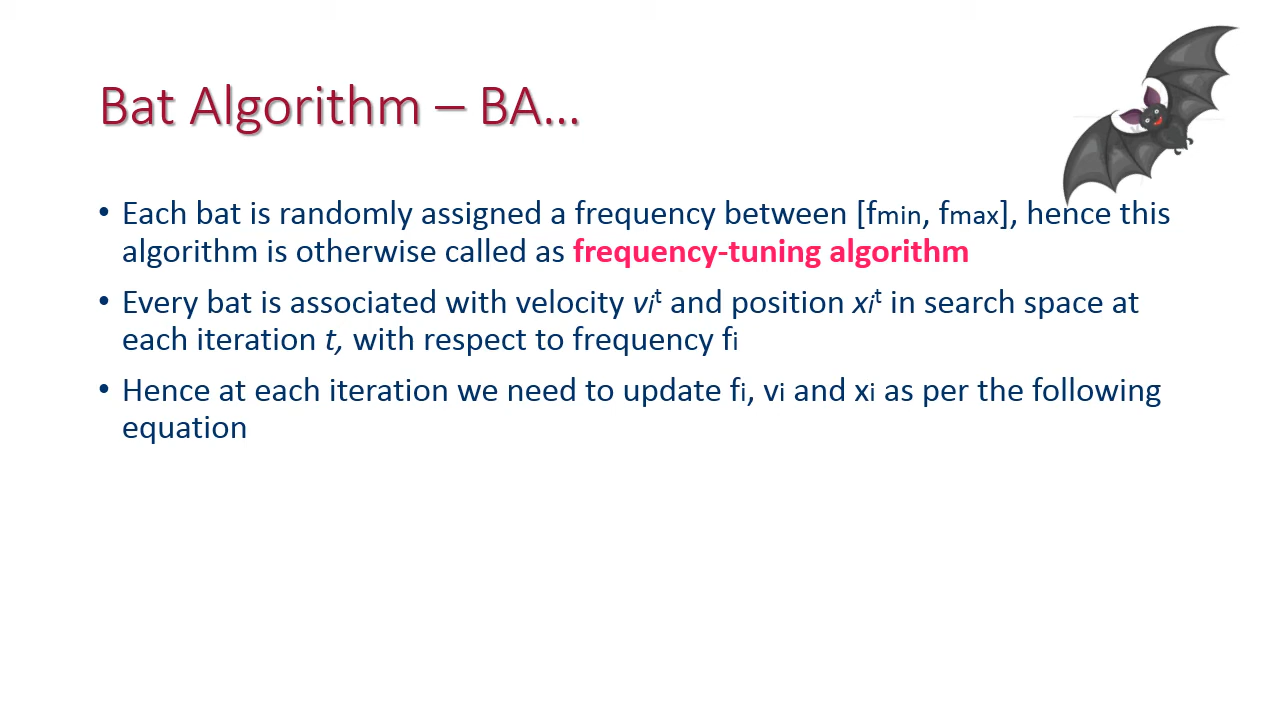 Bat Algorithm – BA...
• Each bat is randomly assigned a frequency between [fmin, fmax], hence this
algorithm is otherwise called as frequency-tuning algorithm
• Every bat is associated with velocity vᵢᵗ and position xᵢᵗ in search space at
each iteration t, with respect to frequency fᵢ
• Hence at each iteration we need to update fᵢ, vᵢ and xᵢ as per the following
equation